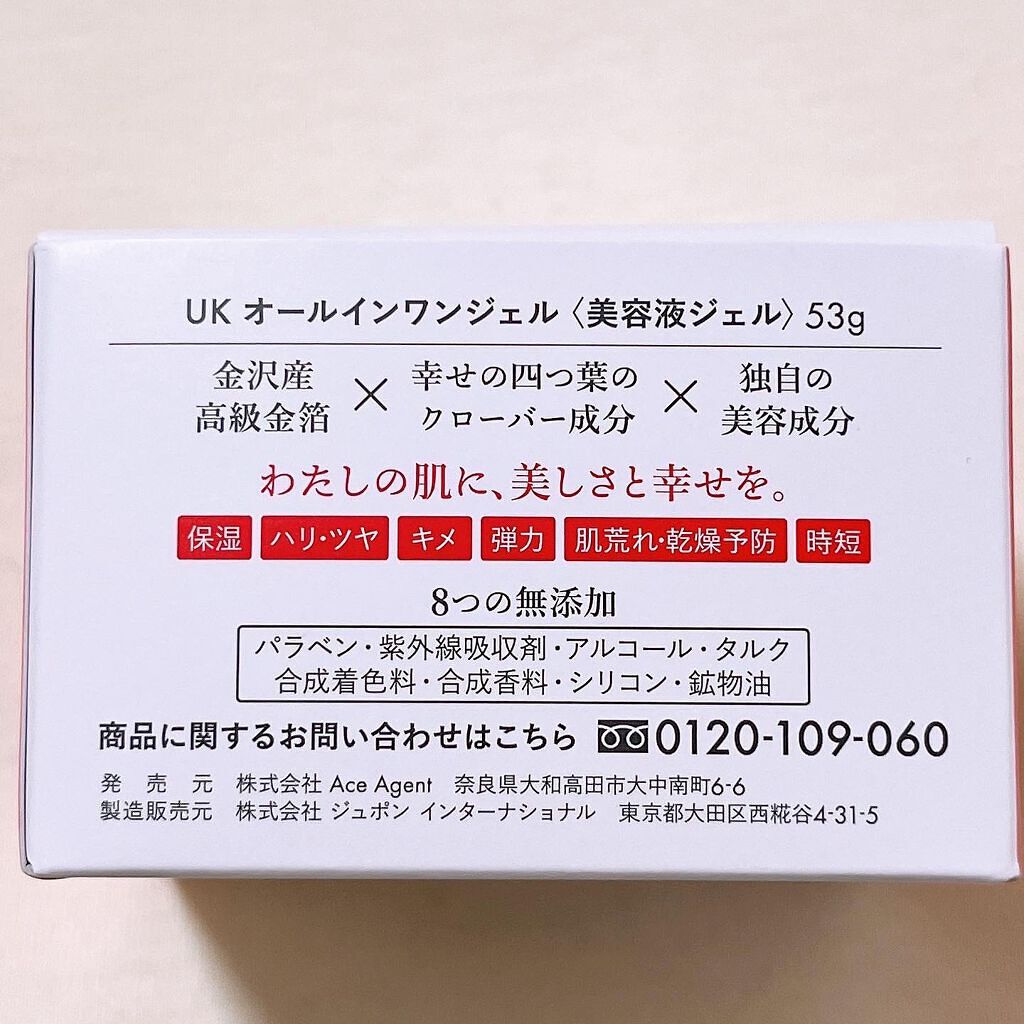 UK オールインワンジェル〈美容液ジェル〉53g
金沢産
高級金箔
×
幸せの四つ葉の
クローバー成分
×
独自の
美容成分
わたしの肌に、美しさと幸せを。
保湿 ハリ・ツヤ キメ 弾力 肌荒れ・乾燥予防 時短
8つの無添加
パラベン・紫外線吸収剤・アルコール・タルク
合成着色料・合成香料・シリコン・鉱物油
商品に関するお問い合わせはこちら 0120-109-060
発売元 株式会社 Ace Agent 奈良県大和高田市大中南町6-6
製造販売元 株式会社 ジュポン インターナショナル 東京都大田区西糀谷4-31-5